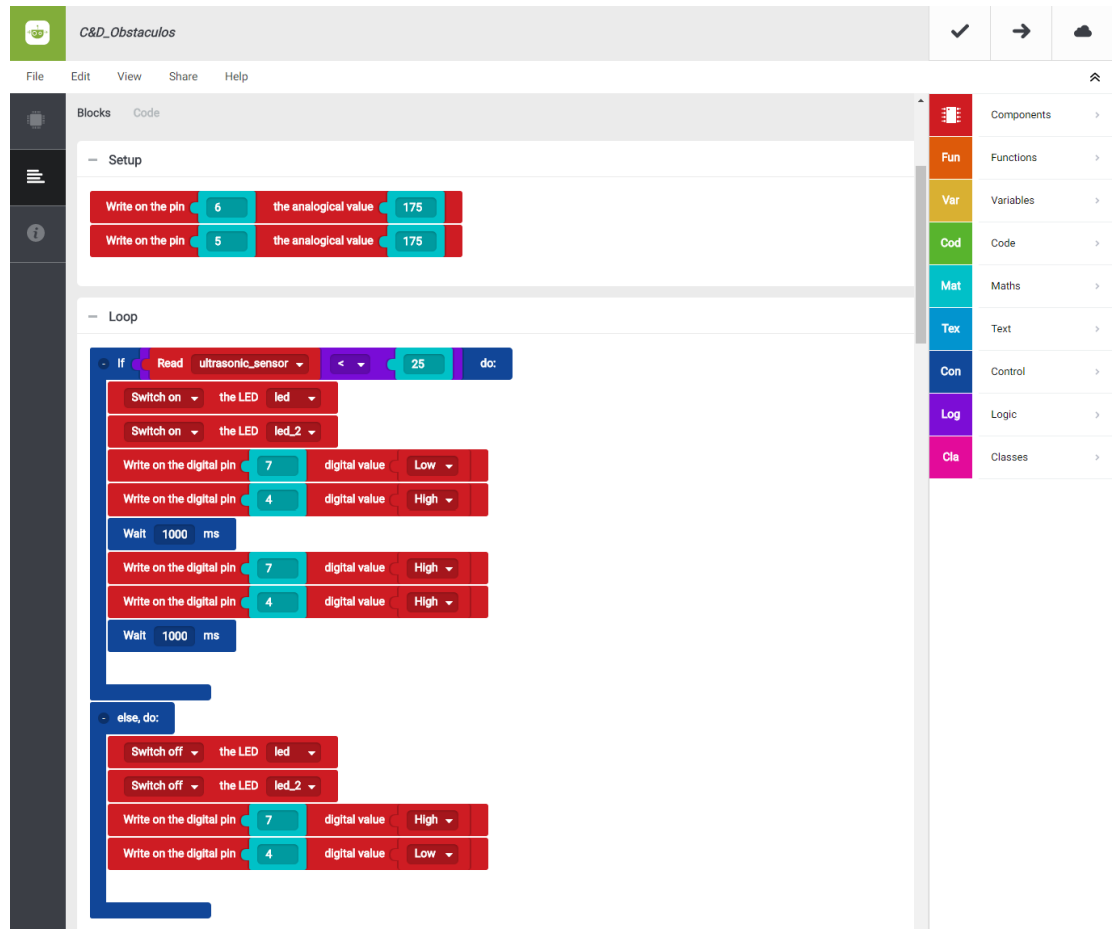 C&D_Obstaculos
File Edit View Share Help
Blocks Code
Setup
Write on the pin 6 the analogical value 175
Write on the pin 5 the analogical value 175
Loop
If Read ultrasonic_sensor < 25 do:
Switch on the LED led
Switch on the LED led_2
Write on the digital pin 7 digital value Low
Write on the digital pin 4 digital value High
Wait 1000 ms
Write on the digital pin 7 digital value High
Write on the digital pin 4 digital value High
Wait 1000 ms
else, do:
Switch off the LED led
Switch off the LED led_2
Write on the digital pin 7 digital value High
Write on the digital pin 4 digital value Low
Components
Fun Functions
Var Variables
Cod Code
Mat Maths
Tex Text
Con Control
Log Logic
Cla Classes